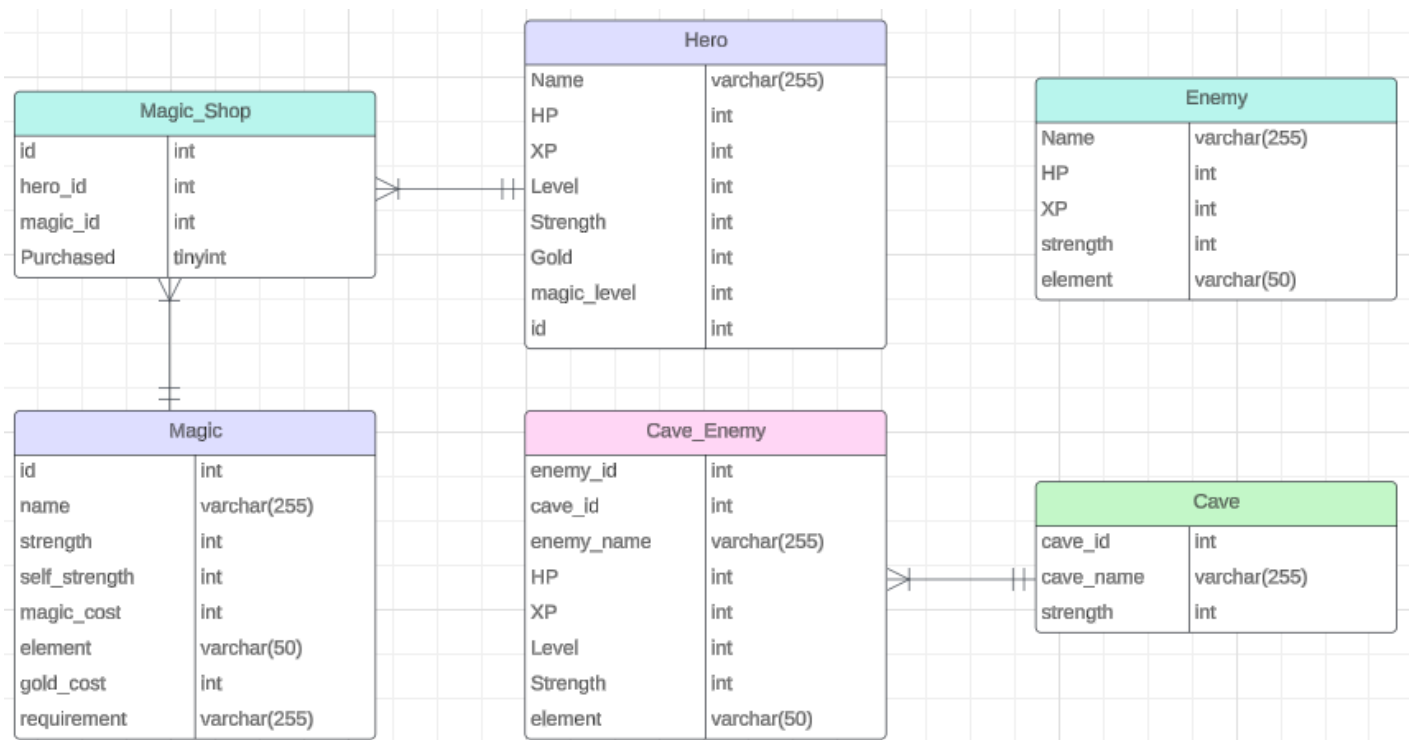 Magic_Shop
id int
hero_id int
magic_id int
Purchased tinyint
Hero
Name varchar(255)
HP int
XP int
Level int
Strength int
Gold int
magic_level int
id int
Enemy
Name varchar(255)
HP int
XP int
strength int
element varchar(50)
Magic
id int
name varchar(255)
strength int
self_strength int
magic_cost int
element varchar(50)
gold_cost int
requirement varchar(255)
Cave_Enemy
enemy_id int
cave_id int
enemy_name varchar(255)
HP int
XP int
Level int
Strength int
element varchar(50)
Cave
cave_id int
cave_name varchar(255)
strength int